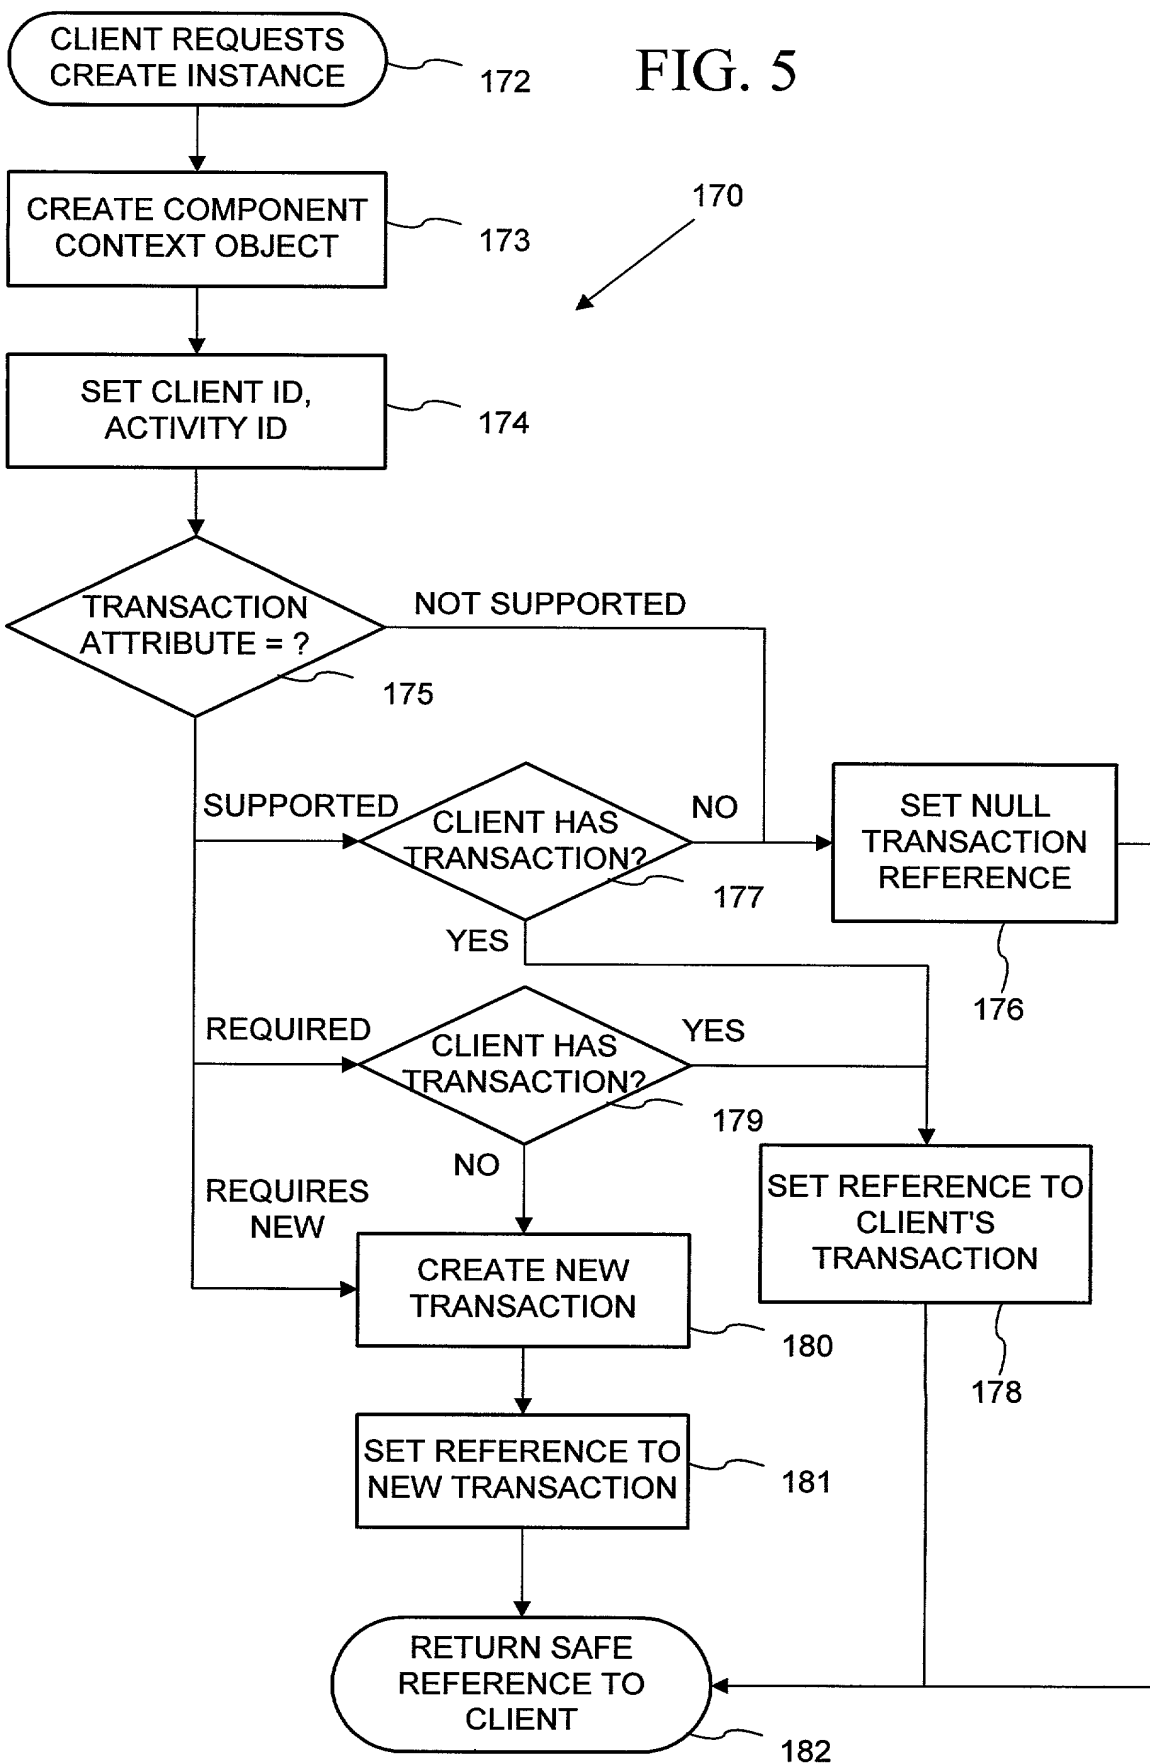 CLIENT REQUESTS
CREATE INSTANCE
172
FIG. 5
CREATE COMPONENT
CONTEXT OBJECT
173
170
SET CLIENT ID,
ACTIVITY ID
174
TRANSACTION
ATTRIBUTE = ?
175
NOT SUPPORTED
SUPPORTED
CLIENT HAS
TRANSACTION?
177
NO
YES
SET NULL
TRANSACTION
REFERENCE
176
REQUIRED
CLIENT HAS
TRANSACTION?
179
YES
NO
REQUIRES
NEW
SET REFERENCE TO
CLIENT'S
TRANSACTION
178
CREATE NEW
TRANSACTION
180
SET REFERENCE TO
NEW TRANSACTION
181
RETURN SAFE
REFERENCE TO
CLIENT
182